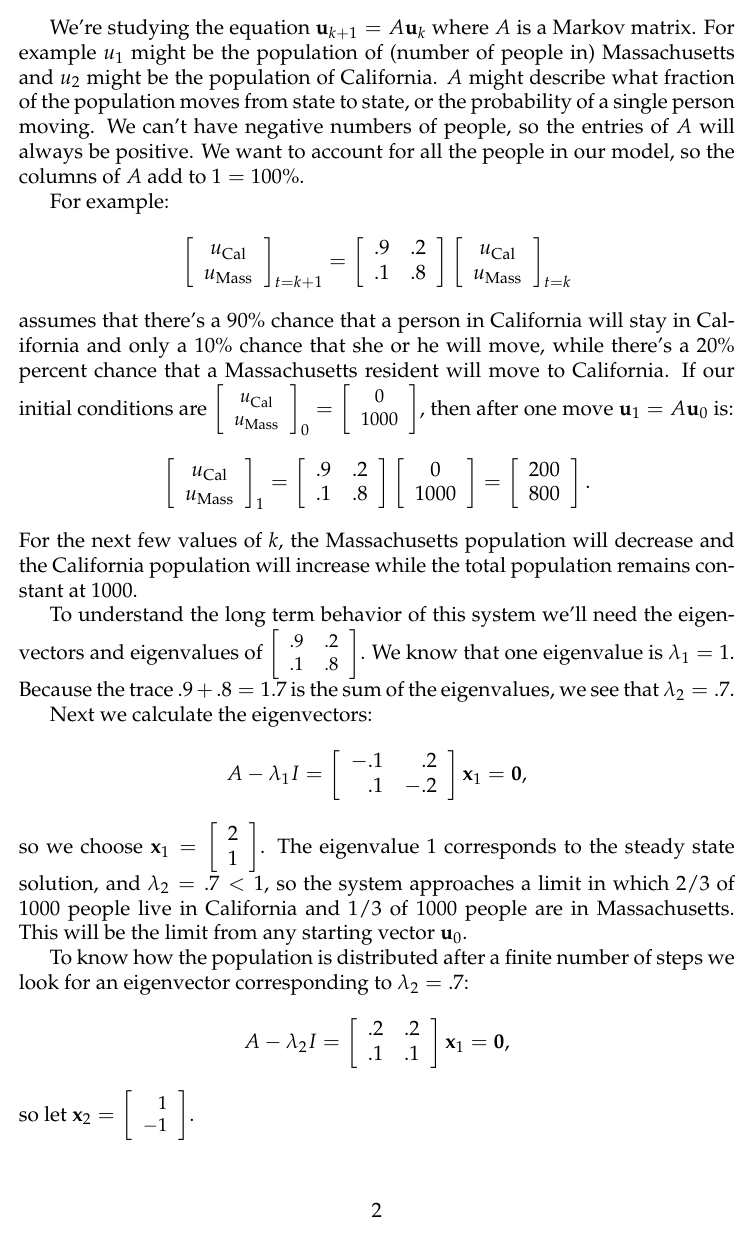 We're studying the equation u_{k+1} = Au_k where A is a Markov matrix. For
example u_1 might be the population of (number of people in) Massachusetts
and u_2 might be the population of California. A might describe what fraction
of the population moves from state to state, or the probability of a single person
moving. We can't have negative numbers of people, so the entries of A will
always be positive. We want to account for all the people in our model, so the
columns of A add to 1 = 100%.
For example:
[ u_Cal ; u_Mass ]_{t=k+1} = [ .9 .2 ; .1 .8 ] [ u_Cal ; u_Mass ]_{t=k}
assumes that there's a 90% chance that a person in California will stay in Cal-
ifornia and only a 10% chance that she or he will move, while there's a 20%
percent chance that a Massachusetts resident will move to California. If our
initial conditions are [ u_Cal ; u_Mass ]_0 = [ 0 ; 1000 ], then after one move u_1 = Au_0 is:
[ u_Cal ; u_Mass ]_1 = [ .9 .2 ; .1 .8 ] [ 0 ; 1000 ] = [ 200 ; 800 ].
For the next few values of k, the Massachusetts population will decrease and
the California population will increase while the total population remains con-
stant at 1000.
To understand the long term behavior of this system we'll need the eigen-
vectors and eigenvalues of [ .9 .2 ; .1 .8 ]. We know that one eigenvalue is λ_1 = 1.
Because the trace .9 + .8 = 1.7 is the sum of the eigenvalues, we see that λ_2 = .7.
Next we calculate the eigenvectors:
A − λ_1 I = [ −.1 .2 ; .1 −.2 ] x_1 = 0,
so we choose x_1 = [ 2 ; 1 ]. The eigenvalue 1 corresponds to the steady state
solution, and λ_2 = .7 < 1, so the system approaches a limit in which 2/3 of
1000 people live in California and 1/3 of 1000 people are in Massachusetts.
This will be the limit from any starting vector u_0.
To know how the population is distributed after a finite number of steps we
look for an eigenvector corresponding to λ_2 = .7:
A − λ_2 I = [ .2 .2 ; .1 .1 ] x_1 = 0,
so let x_2 = [ 1 ; −1 ].
2